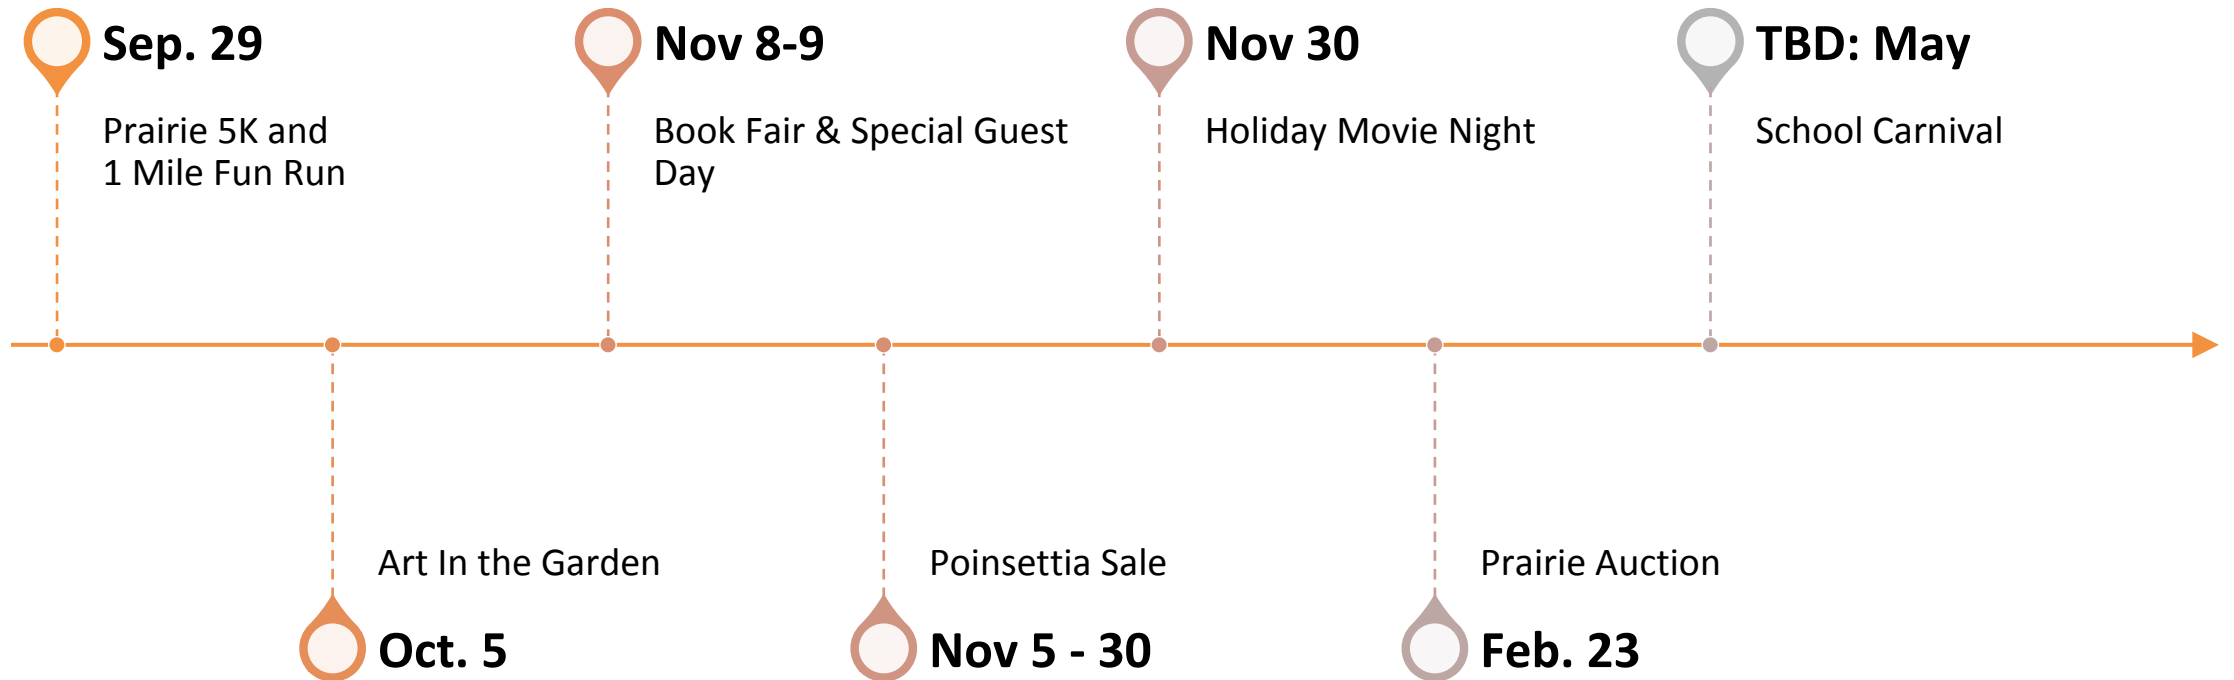 Sep. 29
Prairie 5K and
1 Mile Fun Run
Nov 8-9
Book Fair & Special Guest
Day
Nov 30
Holiday Movie Night
TBD: May
School Carnival
Art In the Garden
Oct. 5
Poinsettia Sale
Nov 5 - 30
Prairie Auction
Feb. 23